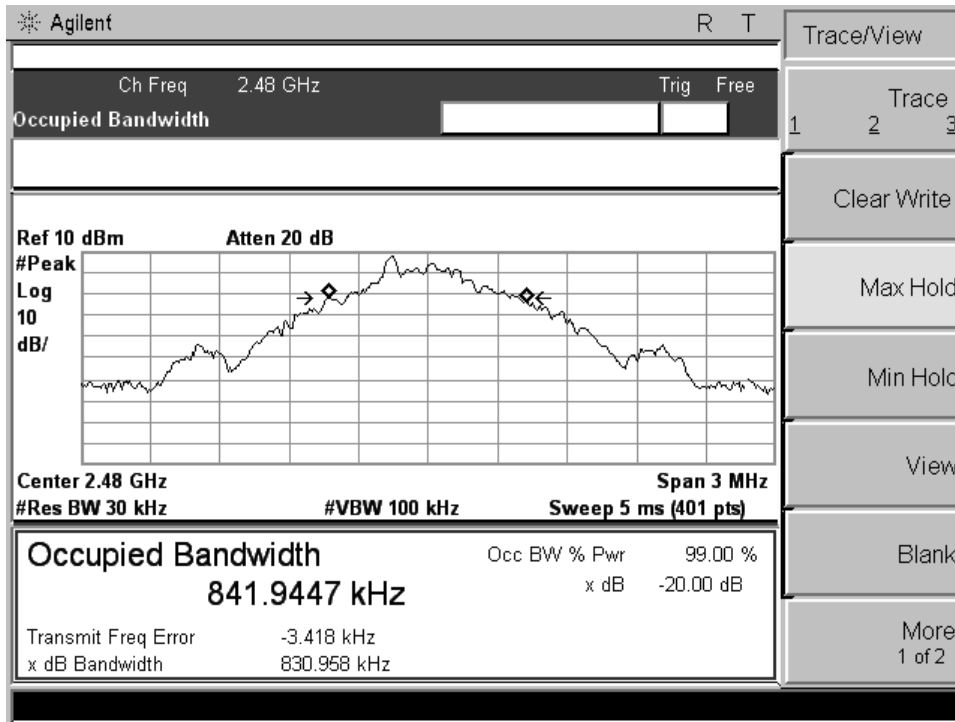 Agilent R T
Ch Freq 2.48 GHz Trig Free
Occupied Bandwidth
Ref 10 dBm Atten 20 dB
#Peak
Log
10
dB/
Center 2.48 GHz Span 3 MHz
#Res BW 30 kHz #VBW 100 kHz Sweep 5 ms (401 pts)
Occupied Bandwidth Occ BW % Pwr 99.00 %
841.9447 kHz x dB -20.00 dB
Transmit Freq Error -3.418 kHz
x dB Bandwidth 830.958 kHz
Trace/View
Trace
1 2 3
Clear Write
Max Hold
Min Hold
View
Blank
More
1 of 2